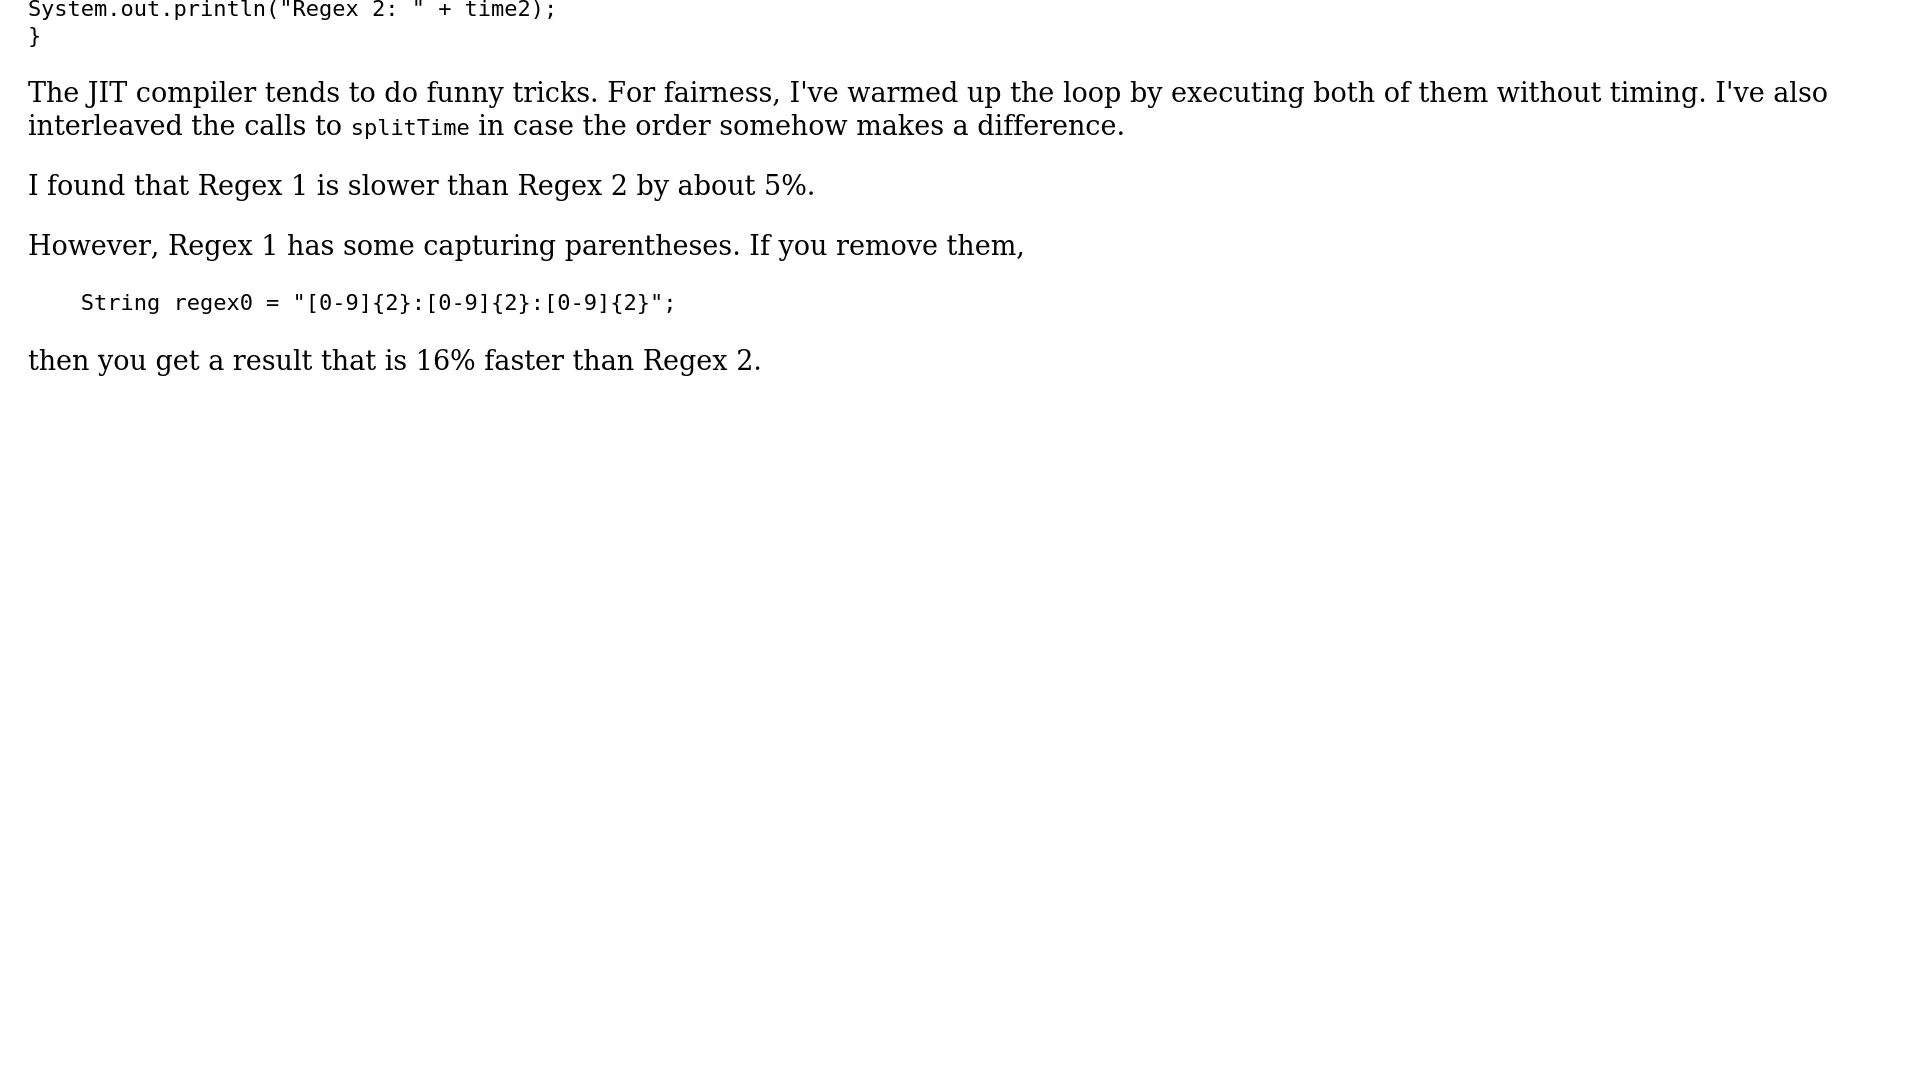 System.out.println("Regex 2: " + time2);
}
The JIT compiler tends to do funny tricks. For fairness, I've warmed up the loop by executing both of them without timing. I've also
interleaved the calls to splitTime in case the order somehow makes a difference.
I found that Regex 1 is slower than Regex 2 by about 5%.
However, Regex 1 has some capturing parentheses. If you remove them,
String regex0 = "[0-9]{2}:[0-9]{2}:[0-9]{2}";
then you get a result that is 16% faster than Regex 2.